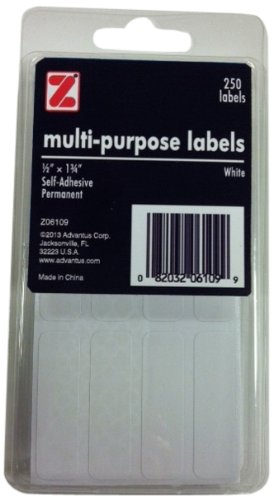 Z
250
labels
multi-purpose labels
½" × 1¾"
White
Self-Adhesive
Permanent
Z06109
©2013 Advantus Corp.
Jacksonville, FL
32223 U.S.A
www.advantus.com
Made in China
0 82032 06109 9